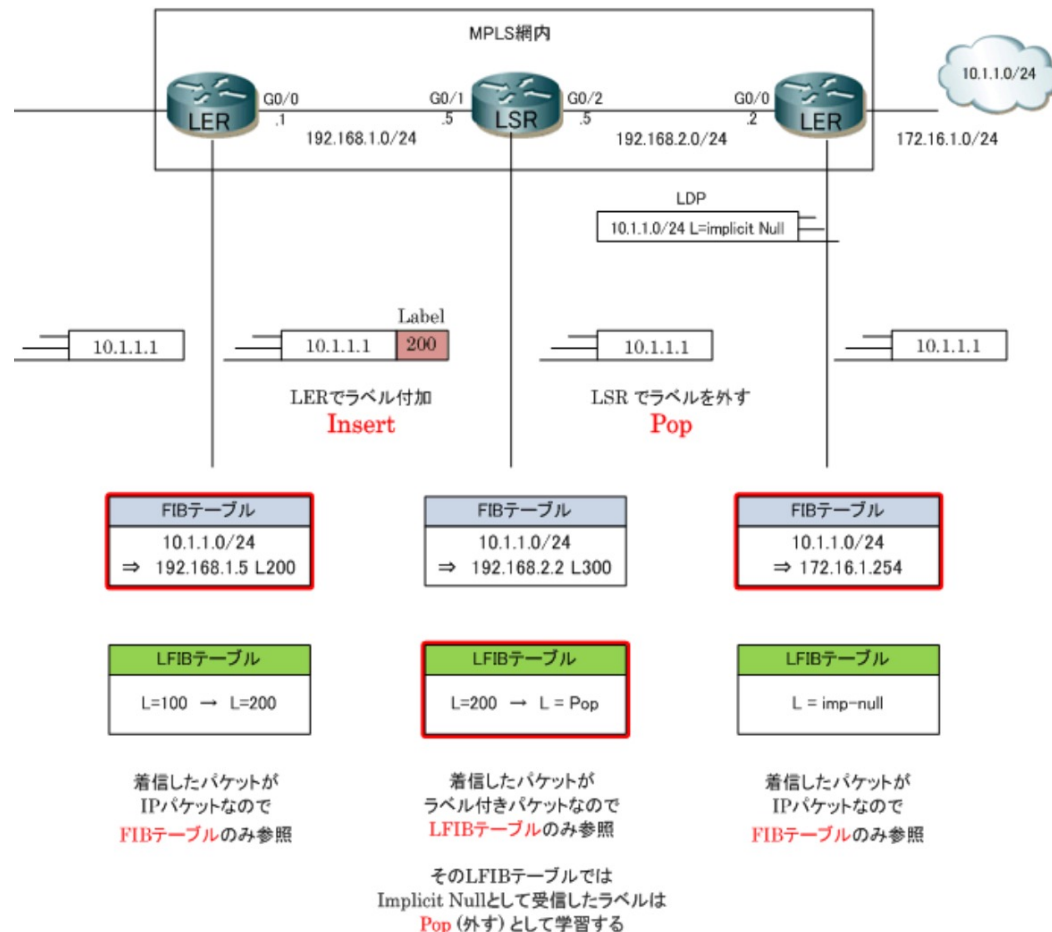 MPLS網内
10.1.1.0/24
LER
G0/0
.1
192.168.1.0/24
G0/1
.5
LSR
G0/2
.5
192.168.2.0/24
G0/0
.2
LER
172.16.1.0/24
LDP
10.1.1.0/24 L=implicit Null
10.1.1.1
Label
10.1.1.1 200
10.1.1.1
10.1.1.1
LERでラベル付加
Insert
LSR でラベルを外す
Pop
FIBテーブル
10.1.1.0/24
⇒ 192.168.1.5 L200
FIBテーブル
10.1.1.0/24
⇒ 192.168.2.2 L300
FIBテーブル
10.1.1.0/24
⇒ 172.16.1.254
LFIBテーブル
L=100 → L=200
LFIBテーブル
L=200 → L = Pop
LFIBテーブル
L = imp-null
着信したパケットが
IPパケットなので
FIBテーブルのみ参照
着信したパケットが
ラベル付きパケットなので
LFIBテーブルのみ参照
着信したパケットが
IPパケットなので
FIBテーブルのみ参照
そのLFIBテーブルでは
Implicit Nullとして受信したラベルは
Pop (外す) として学習する